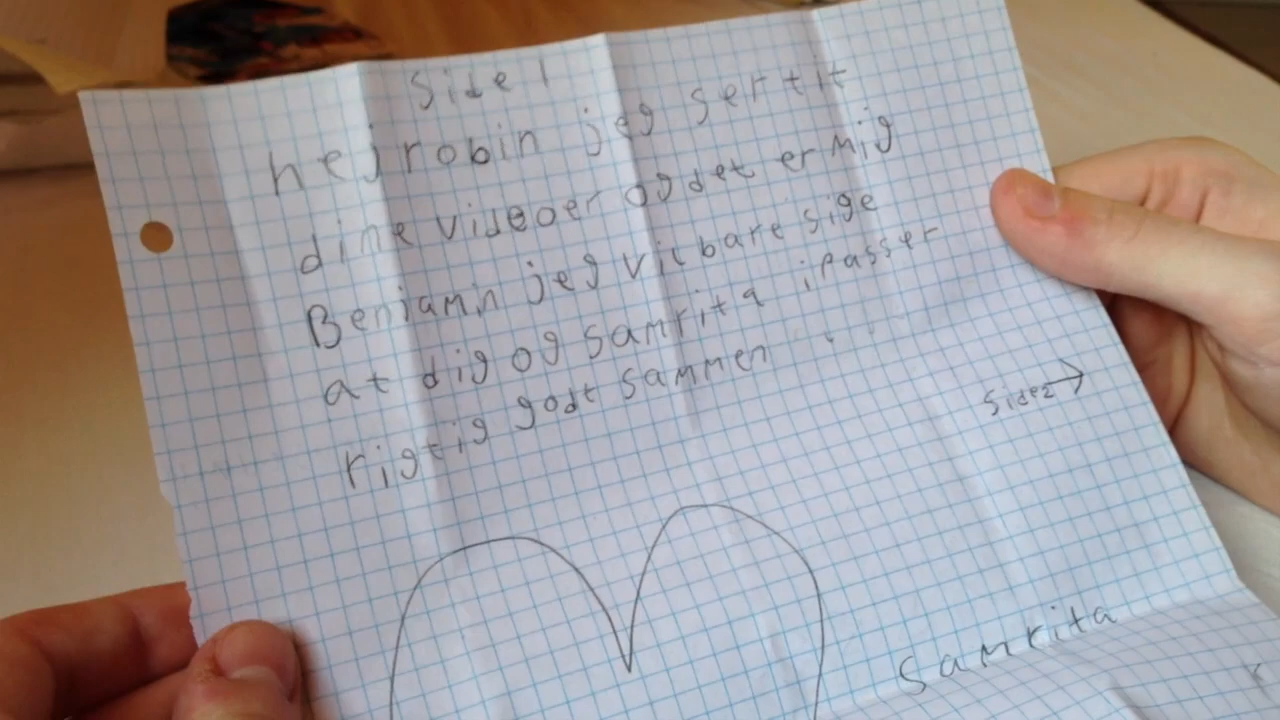 Side 1
hej robin jeg ser tit
dine videoer og det er mig
Benjamin jeg vil bare sige
at dig og samrita i Passer
rigtig godt sammen
Side 2 →
samrita